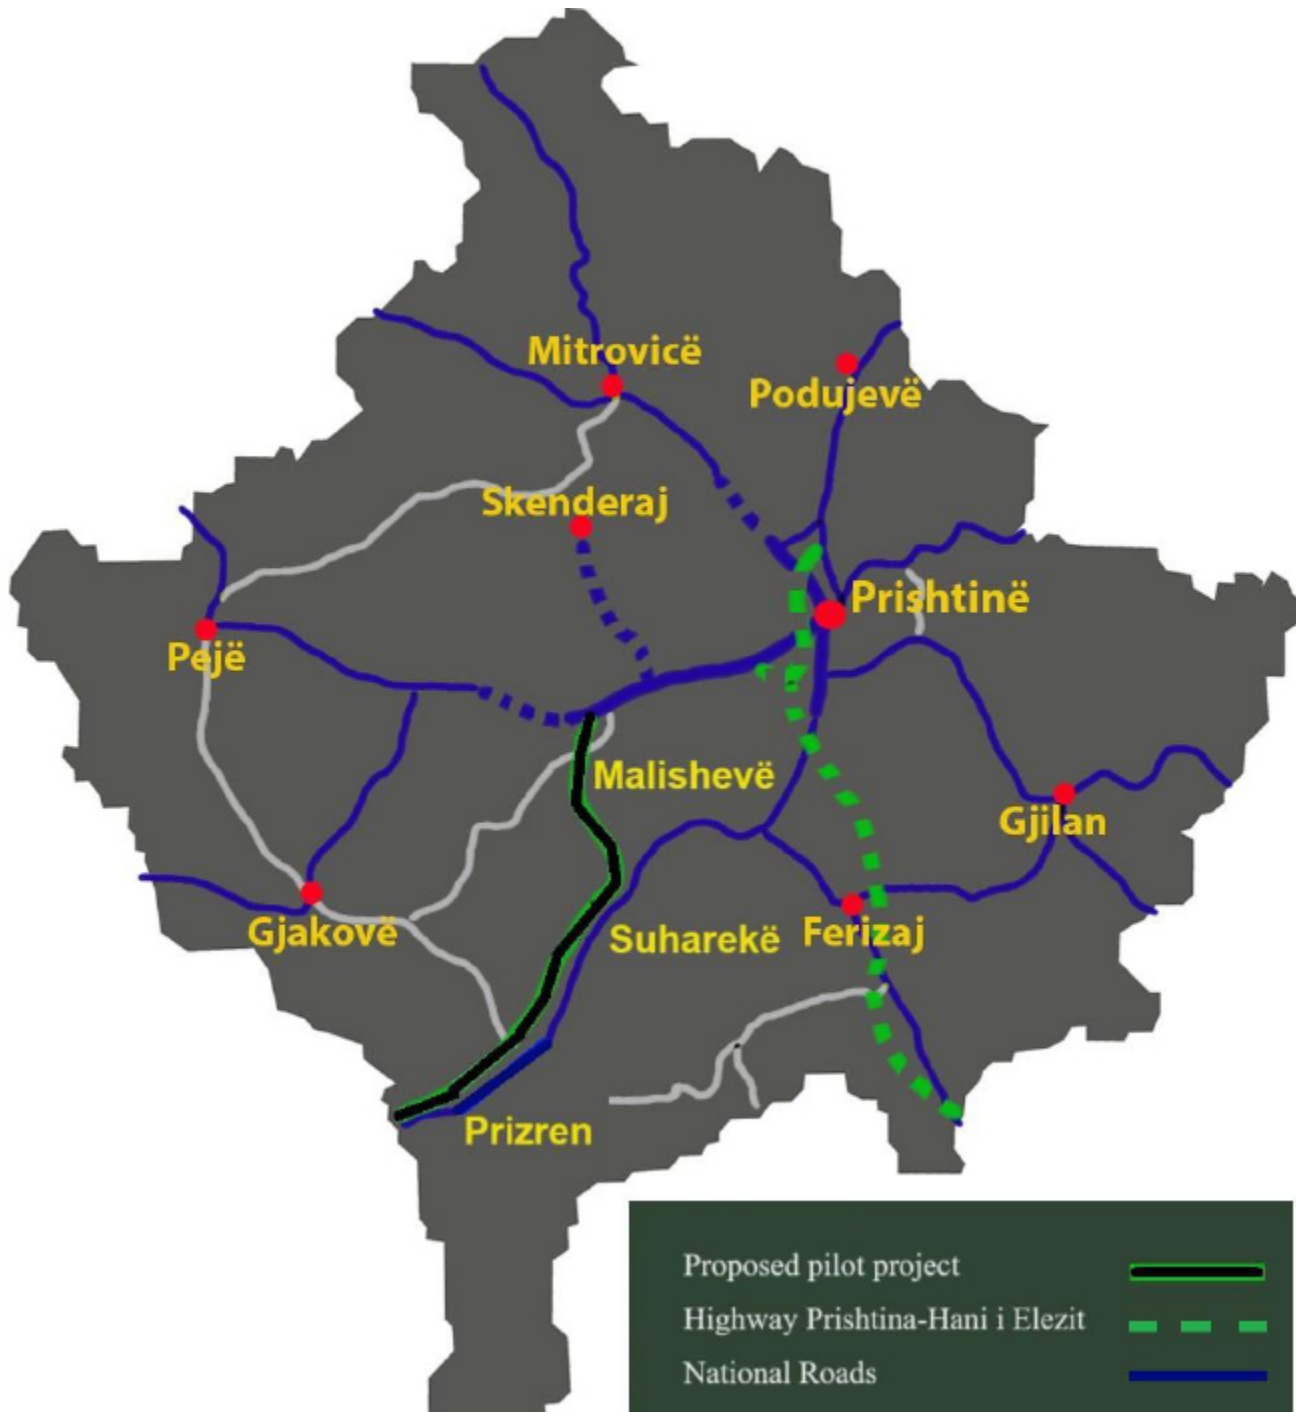 Mitrovicë
Podujevë
Skenderaj
Prishtinë
Pejë
Malishevë
Gjilan
Gjakovë
Suharekë
Ferizaj
Prizren
Proposed pilot project
Highway Prishtina-Hani i Elezit
National Roads